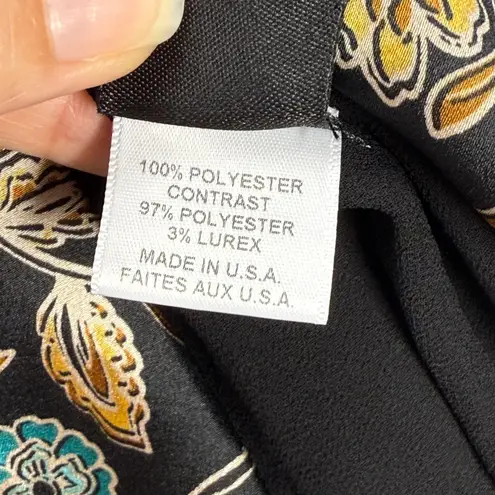 100% POLYESTER
CONTRAST
97% POLYESTER
3% LUREX
MADE IN U.S.A.
FAITES AUX U.S.A.